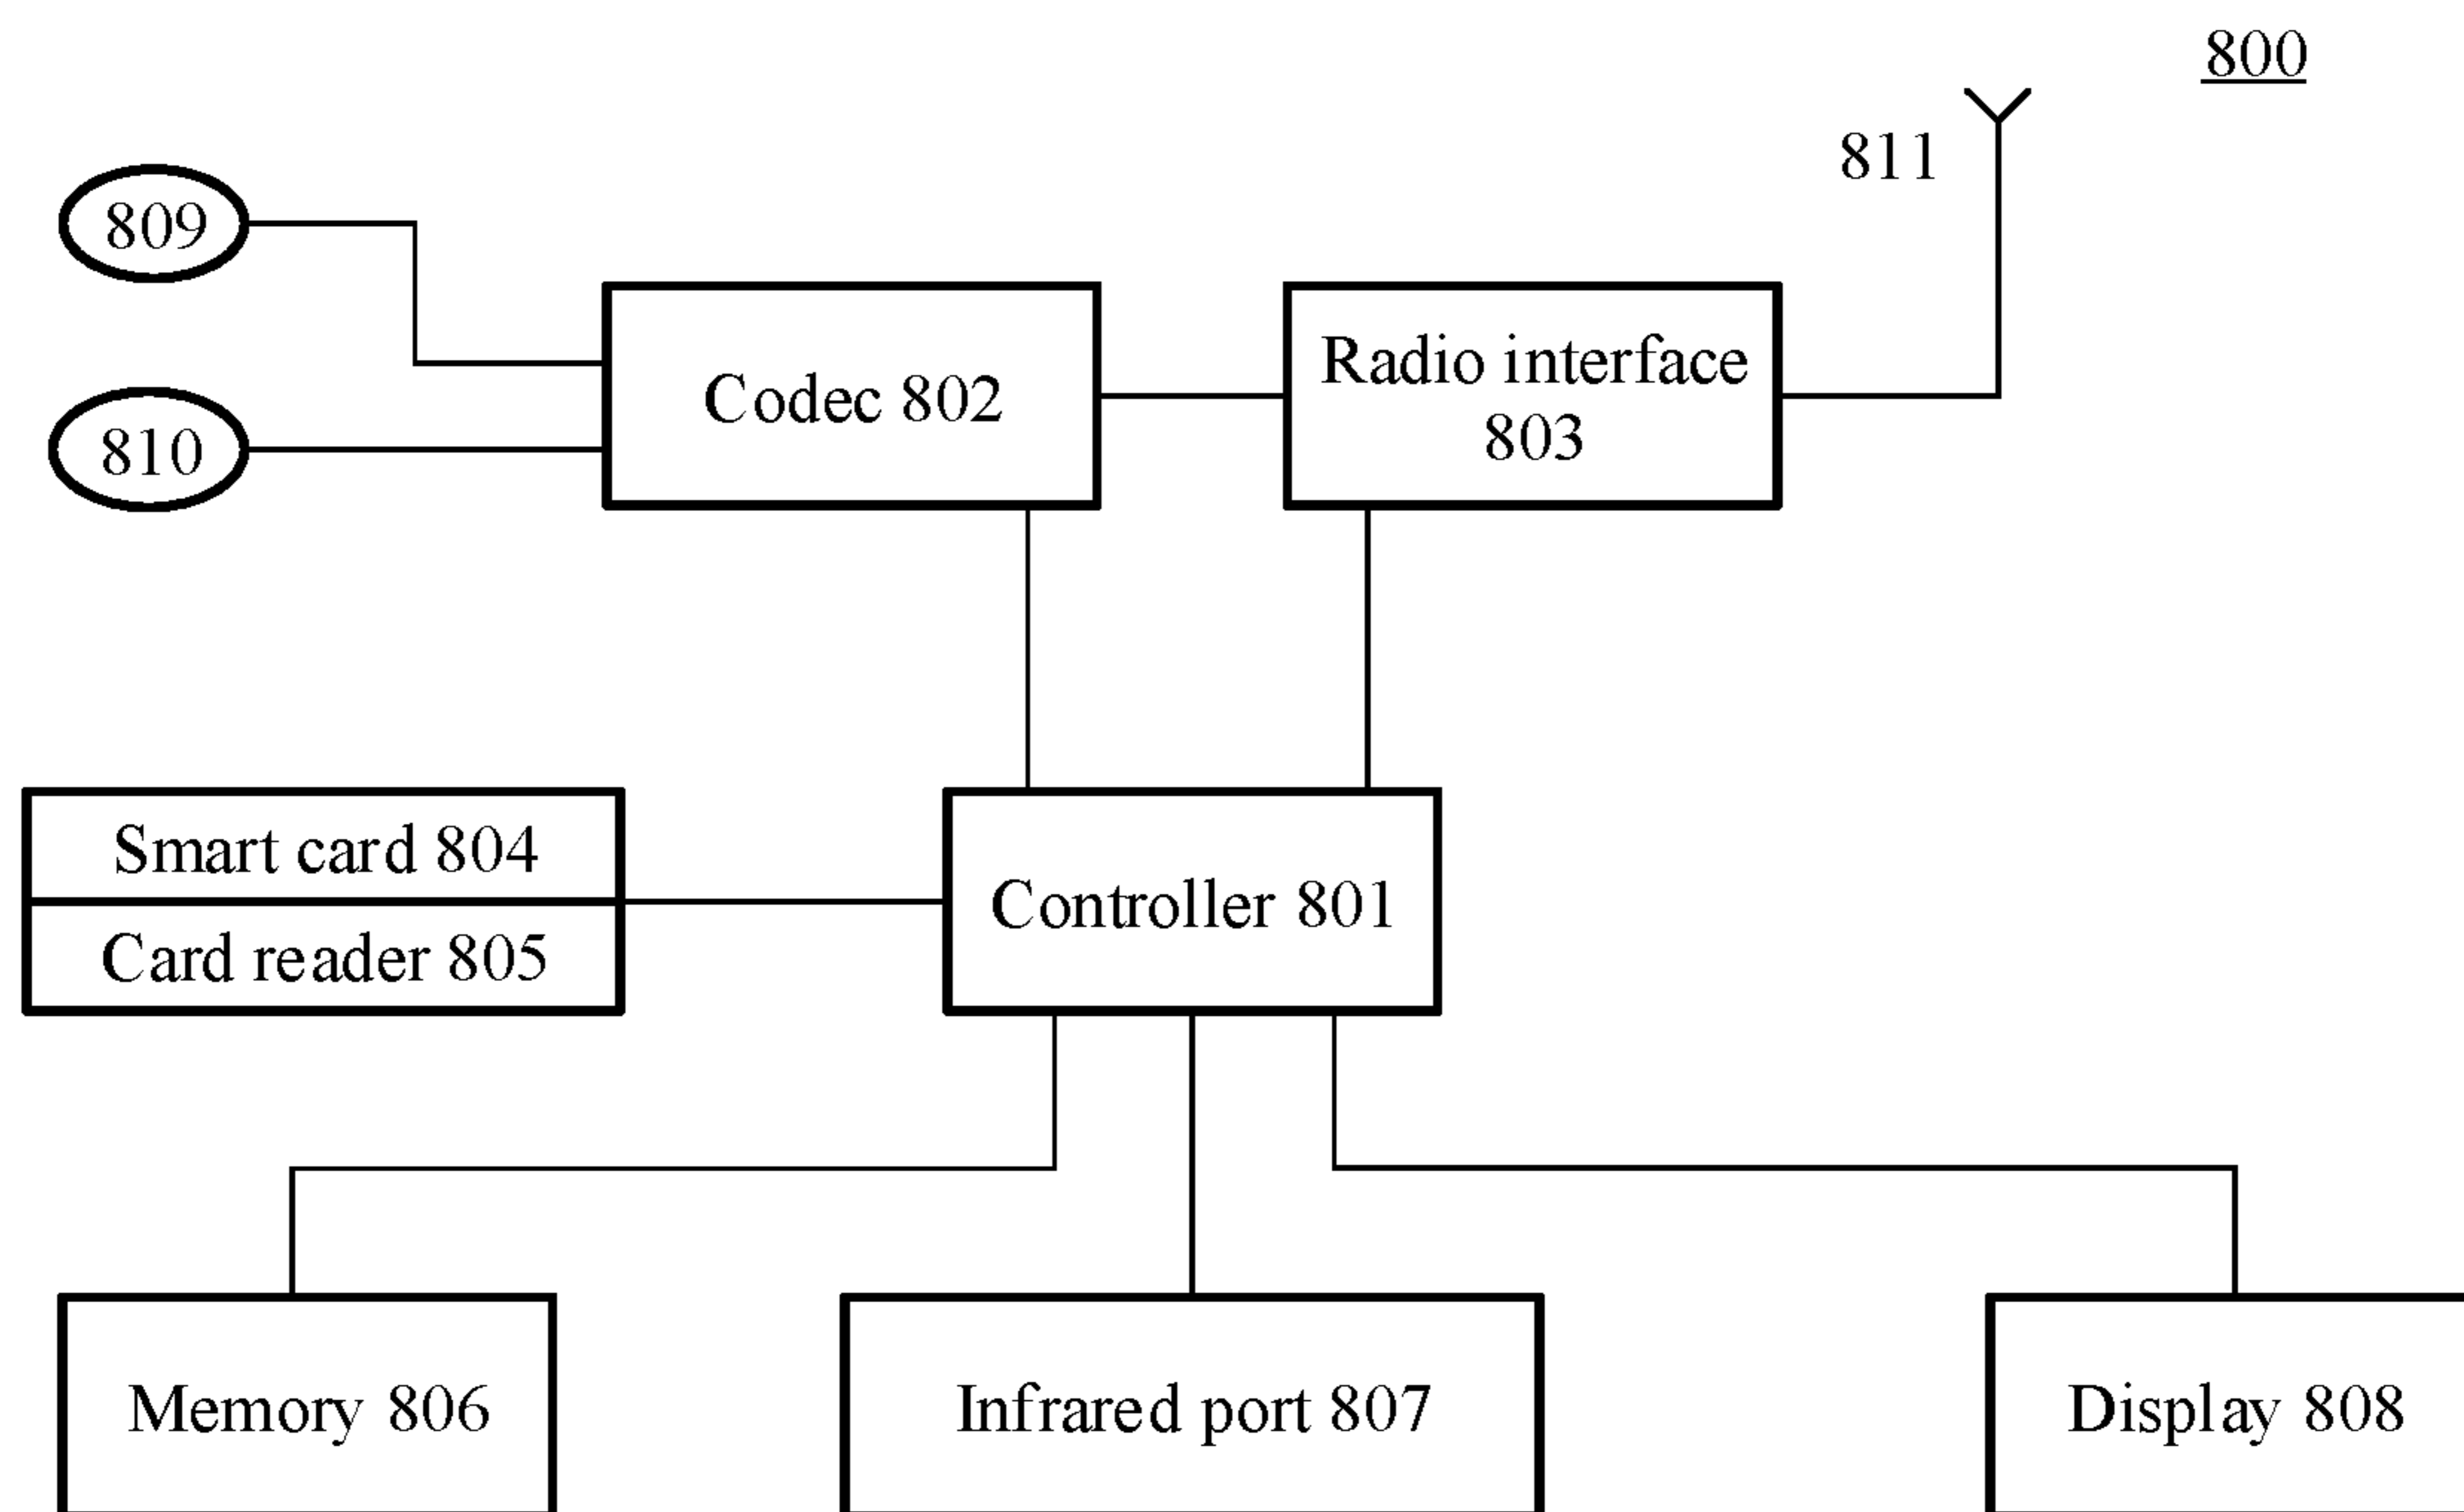 800
811
809
Radio interface
803
Codec 802
810
Smart card 804
Controller 801
Card reader 805
Memory 806
Infrared port 807
Display 808